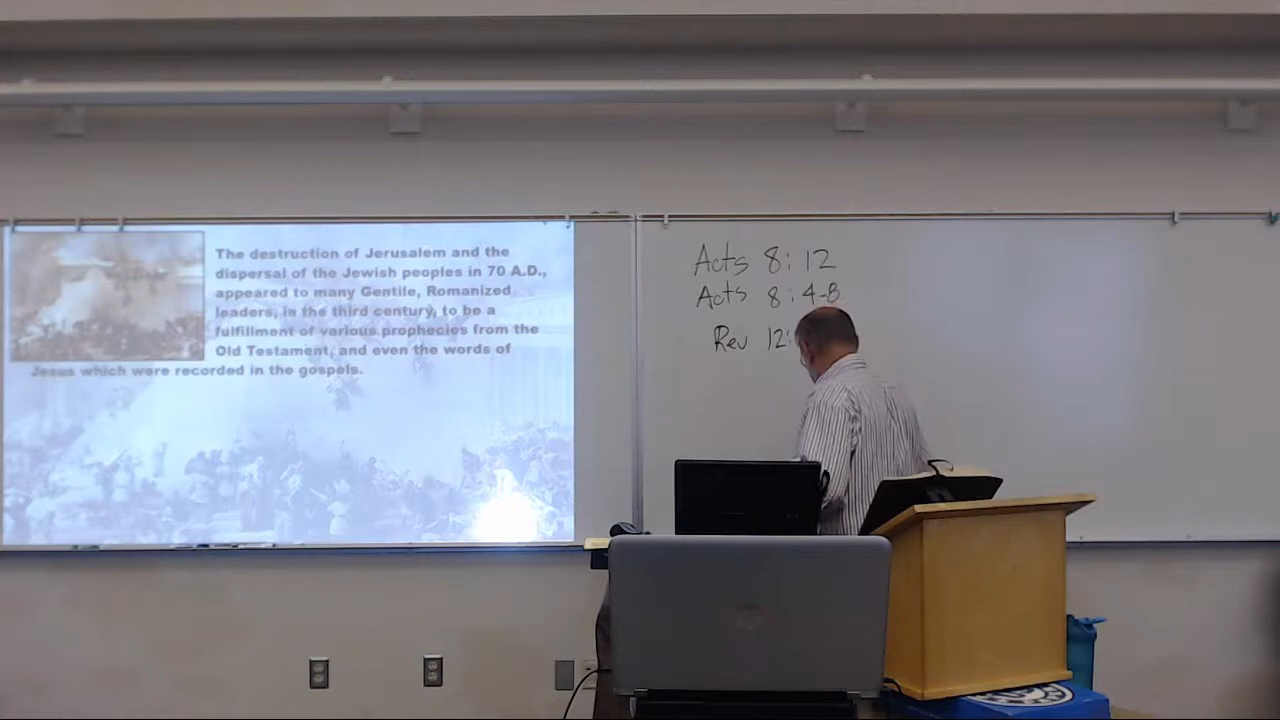 The destruction of Jerusalem and the
dispersal of the Jewish peoples in 70 A.D.,
appeared to many Gentile, Romanized
leaders, in the third century, to be a
fulfillment of various prophecies from the
Old Testament, and even the words of
Jesus which were recorded in the gospels.
Acts 8:12
Acts 8:4-8
Rev 12: